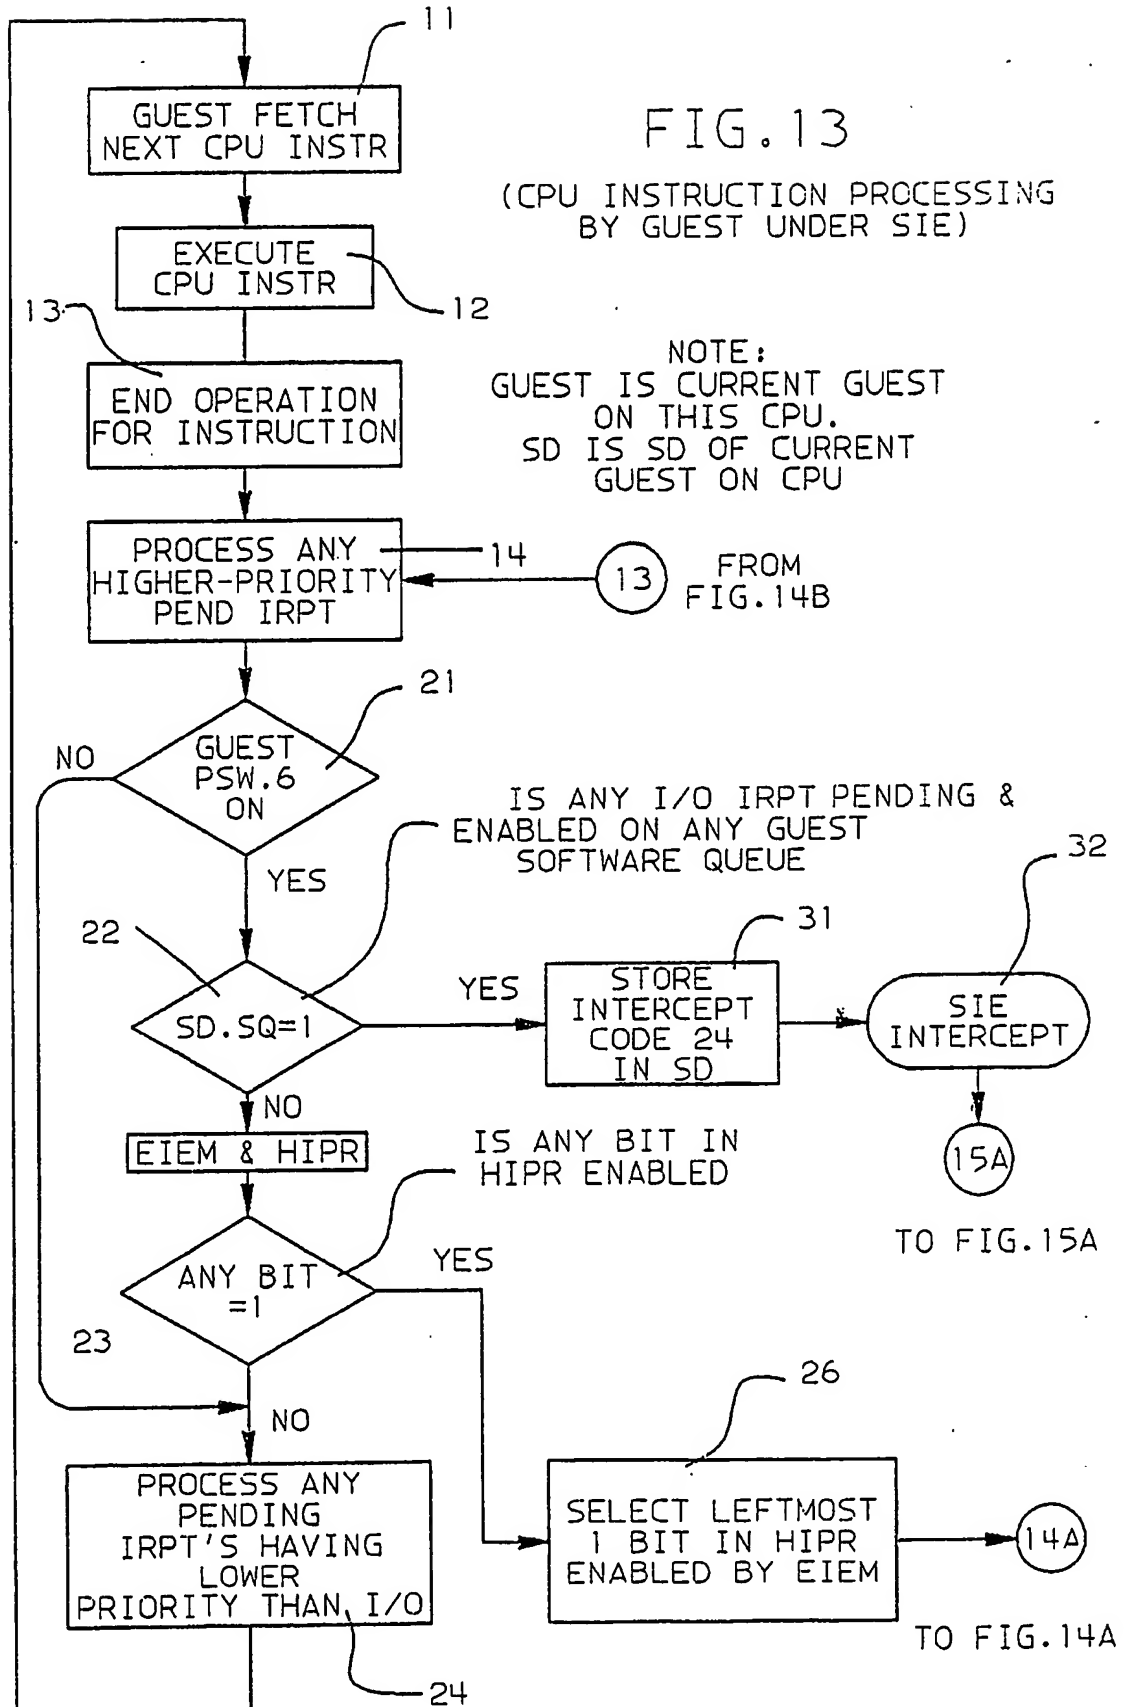 11
GUEST FETCH
NEXT CPU INSTR
FIG.13
(CPU INSTRUCTION PROCESSING
BY GUEST UNDER SIE)
EXECUTE
CPU INSTR
12
13
END OPERATION
FOR INSTRUCTION
NOTE:
GUEST IS CURRENT GUEST
ON THIS CPU.
SD IS SD OF CURRENT
GUEST ON CPU
PROCESS ANY
HIGHER-PRIORITY
PEND IRPT
14
13
FROM
FIG.14B
21
GUEST
PSW.6
ON
NO
YES
IS ANY I/O IRPT PENDING &
ENABLED ON ANY GUEST
SOFTWARE QUEUE
22
SD.SQ=1
YES
31
STORE
INTERCEPT
CODE 24
IN SD
32
SIE
INTERCEPT
15A
TO FIG.15A
NO
EIEM & HIPR
IS ANY BIT IN
HIPR ENABLED
ANY BIT
=1
YES
23
NO
26
SELECT LEFTMOST
1 BIT IN HIPR
ENABLED BY EIEM
14A
TO FIG.14A
PROCESS ANY
PENDING
IRPT'S HAVING
LOWER
PRIORITY THAN I/O
24